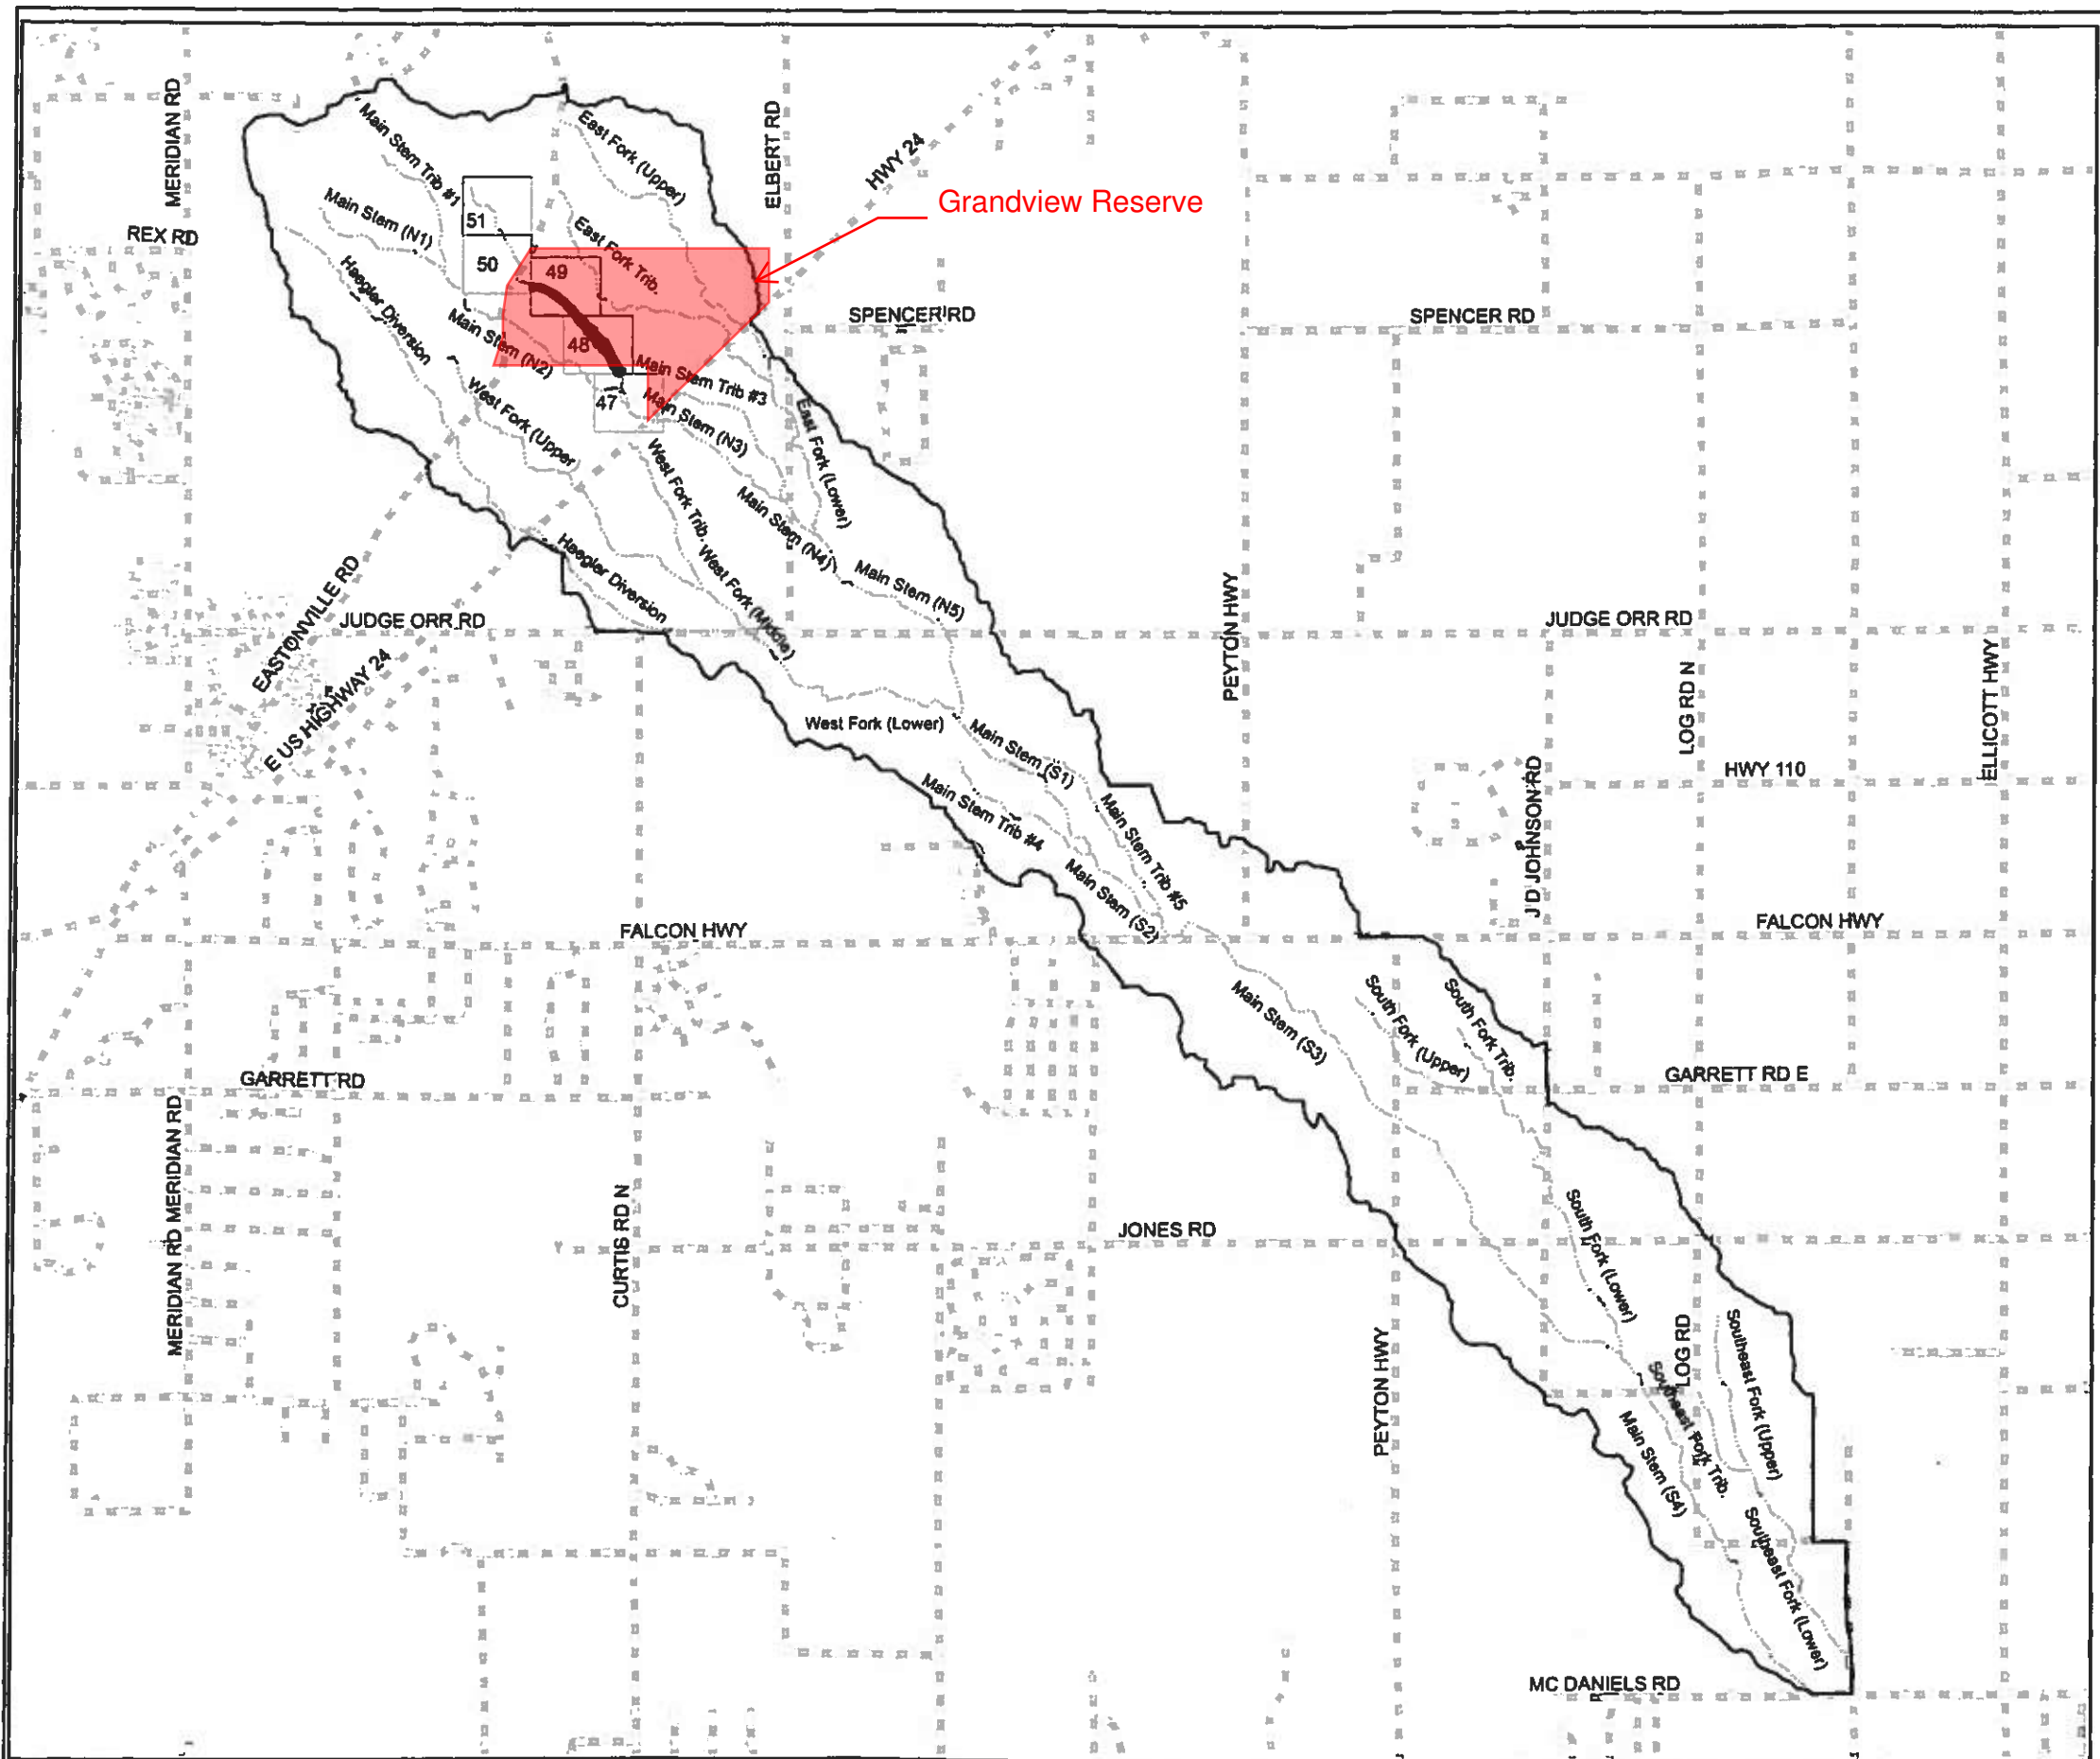 MERIDIAN RD
ELBERT RD
HWY 24
East Fork (Upper)
Main Stem Trib #1
Grandview Reserve
Main Stem (N1)
51
REX RD
East Fork Trib.
50
49
Haegler Diversion
SPENCER RD
SPENCER RD
Main Stem (N2)
48
Main Stem Trib #3
47
Main Stem (N3)
West Fork (Upper
East Fork (Lower)
West Fork Trib.
Main Stem (N4)
Haegler Diversion
West Fork (Middle)
Main Stem (N5)
EASTONVILLE RD
JUDGE ORR RD
JUDGE ORR RD
PEYTON HWY
E US HIGHWAY 24
LOG RD N
ELLICOTT HWY
West Fork (Lower)
Main Stem (S1)
HWY 110
Main Stem Trib #4
Main Stem Trib #5
J D JOHNSON RD
Main Stem (S2)
FALCON HWY
FALCON HWY
Main Stem (S3)
South Fork (Upper)
South Fork Trib.
GARRETT RD
GARRETT RD E
MERIDIAN RD MERIDIAN RD
CURTIS RD N
JONES RD
South Fork (Lower)
PEYTON HWY
LOG RD
Southeast Fork (Upper)
Southeast Fork Trib.
Main Stem (S4)
Southeast Fork (Lower)
MC DANIELS RD